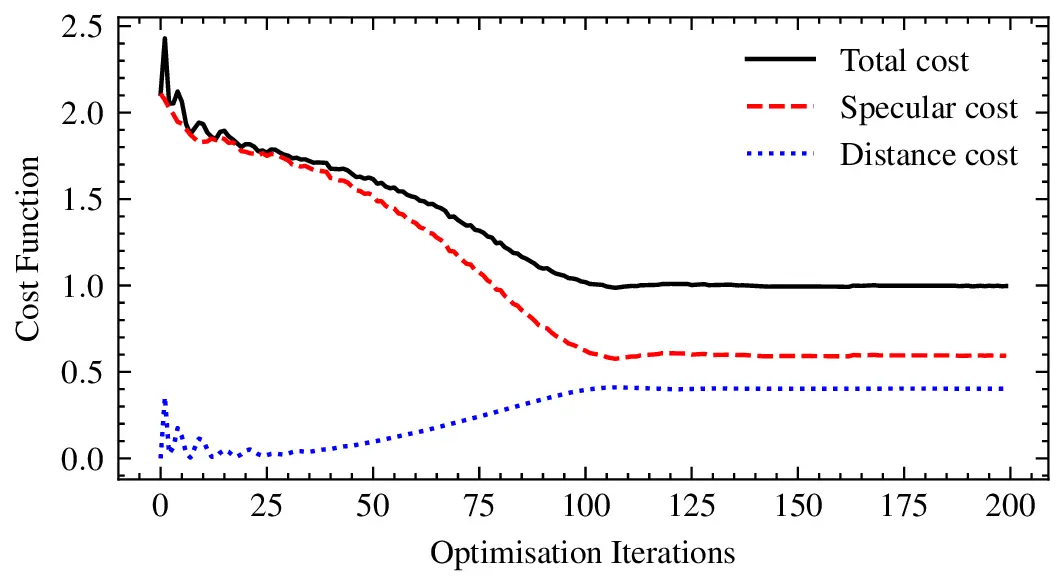 2.5
2.0
1.5
1.0
0.5
0.0
Cost Function
Total cost
Specular cost
Distance cost
0 25 50 75 100 125 150 175 200
Optimisation Iterations